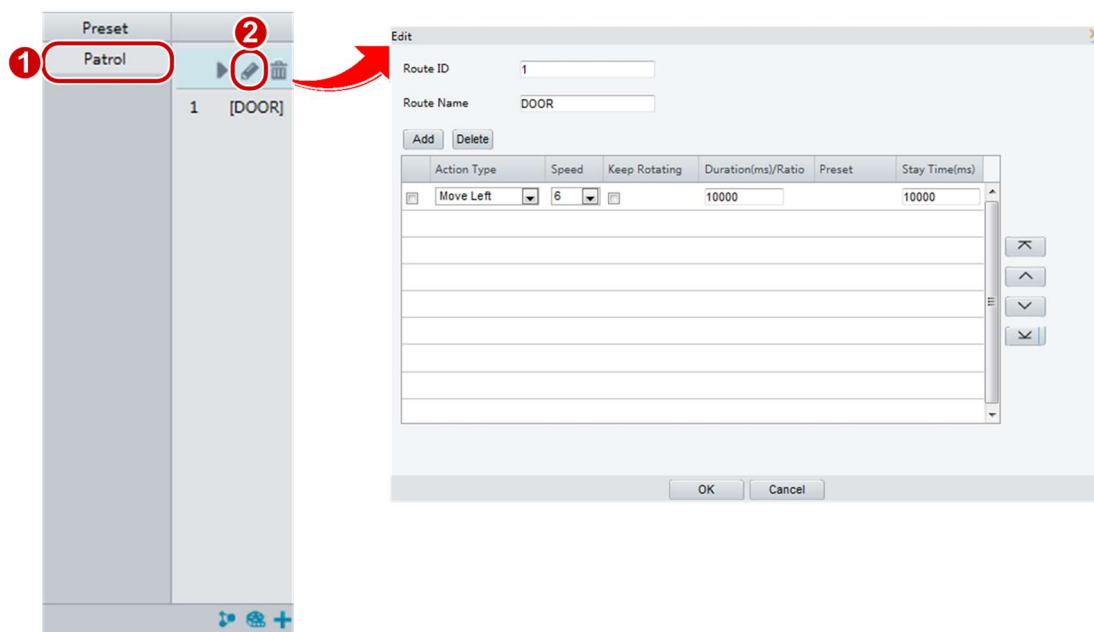 Preset
1
Patrol
2
1 [DOOR]
Edit
Route ID 1
Route Name DOOR
Add Delete
Action Type Speed Keep Rotating Duration(ms)/Ratio Preset Stay Time(ms)
Move Left 6 10000 10000
OK Cancel